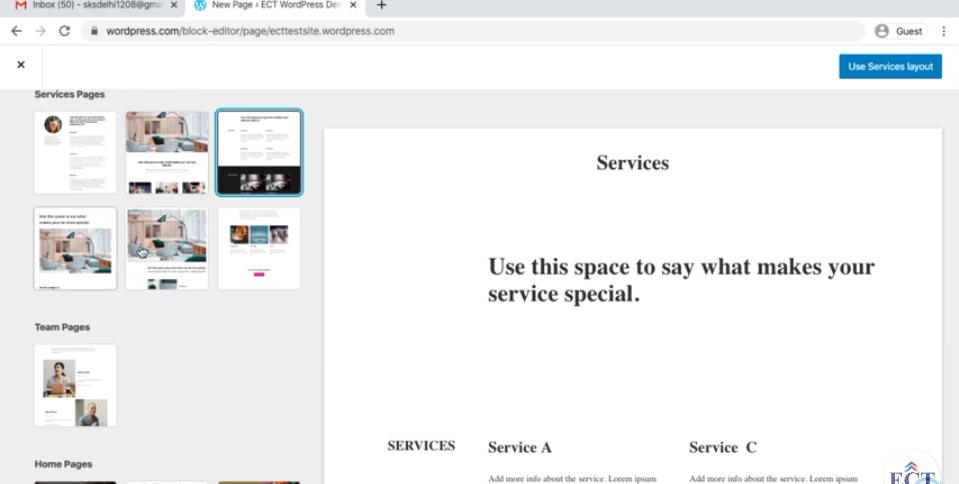 Inbox (50) - sksdelhi1208@gmai
New Page ‹ ECT WordPress Dem
wordpress.com/block-editor/page/ecttestsite.wordpress.com
Guest
Use Services layout
Services Pages
Services
Use this space to say what
makes your services special.
Use this space to say what makes your
service special.
Team Pages
SERVICES
Service A
Service C
Home Pages
Add more info about the service. Lorem ipsum
Add more info about the service. Lorem ipsum
ECT